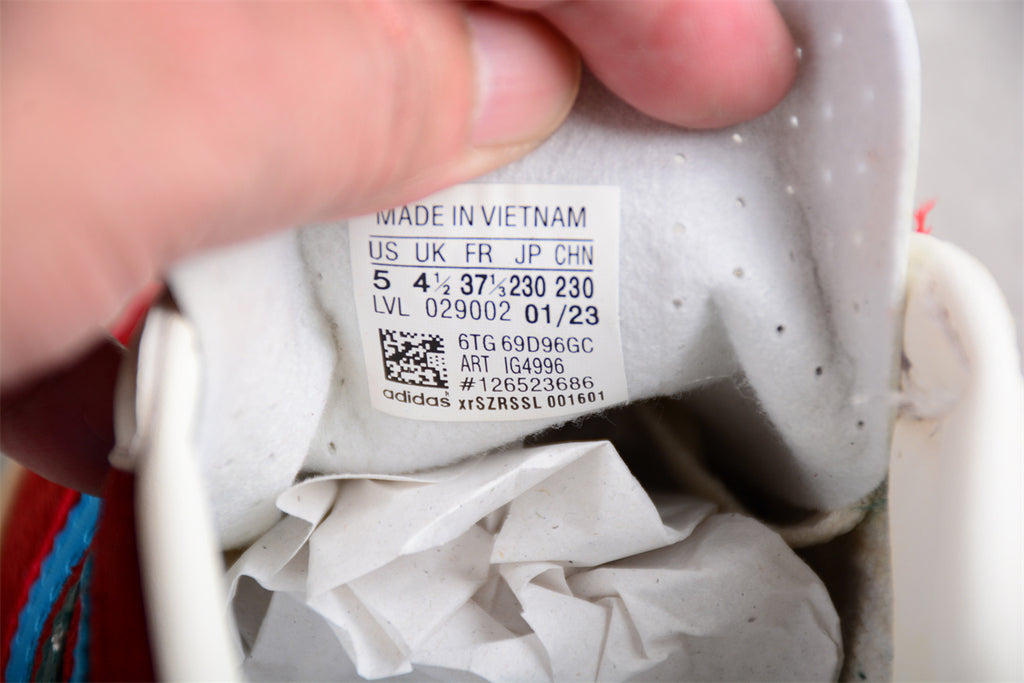 MADE IN VIETNAM
US UK FR JP CHN
5 4½ 37⅓ 230 230
LVL 029002 01/23
6TG 69D96GC
ART IG4996
#126523686
adidas xrSZRSSL 001601